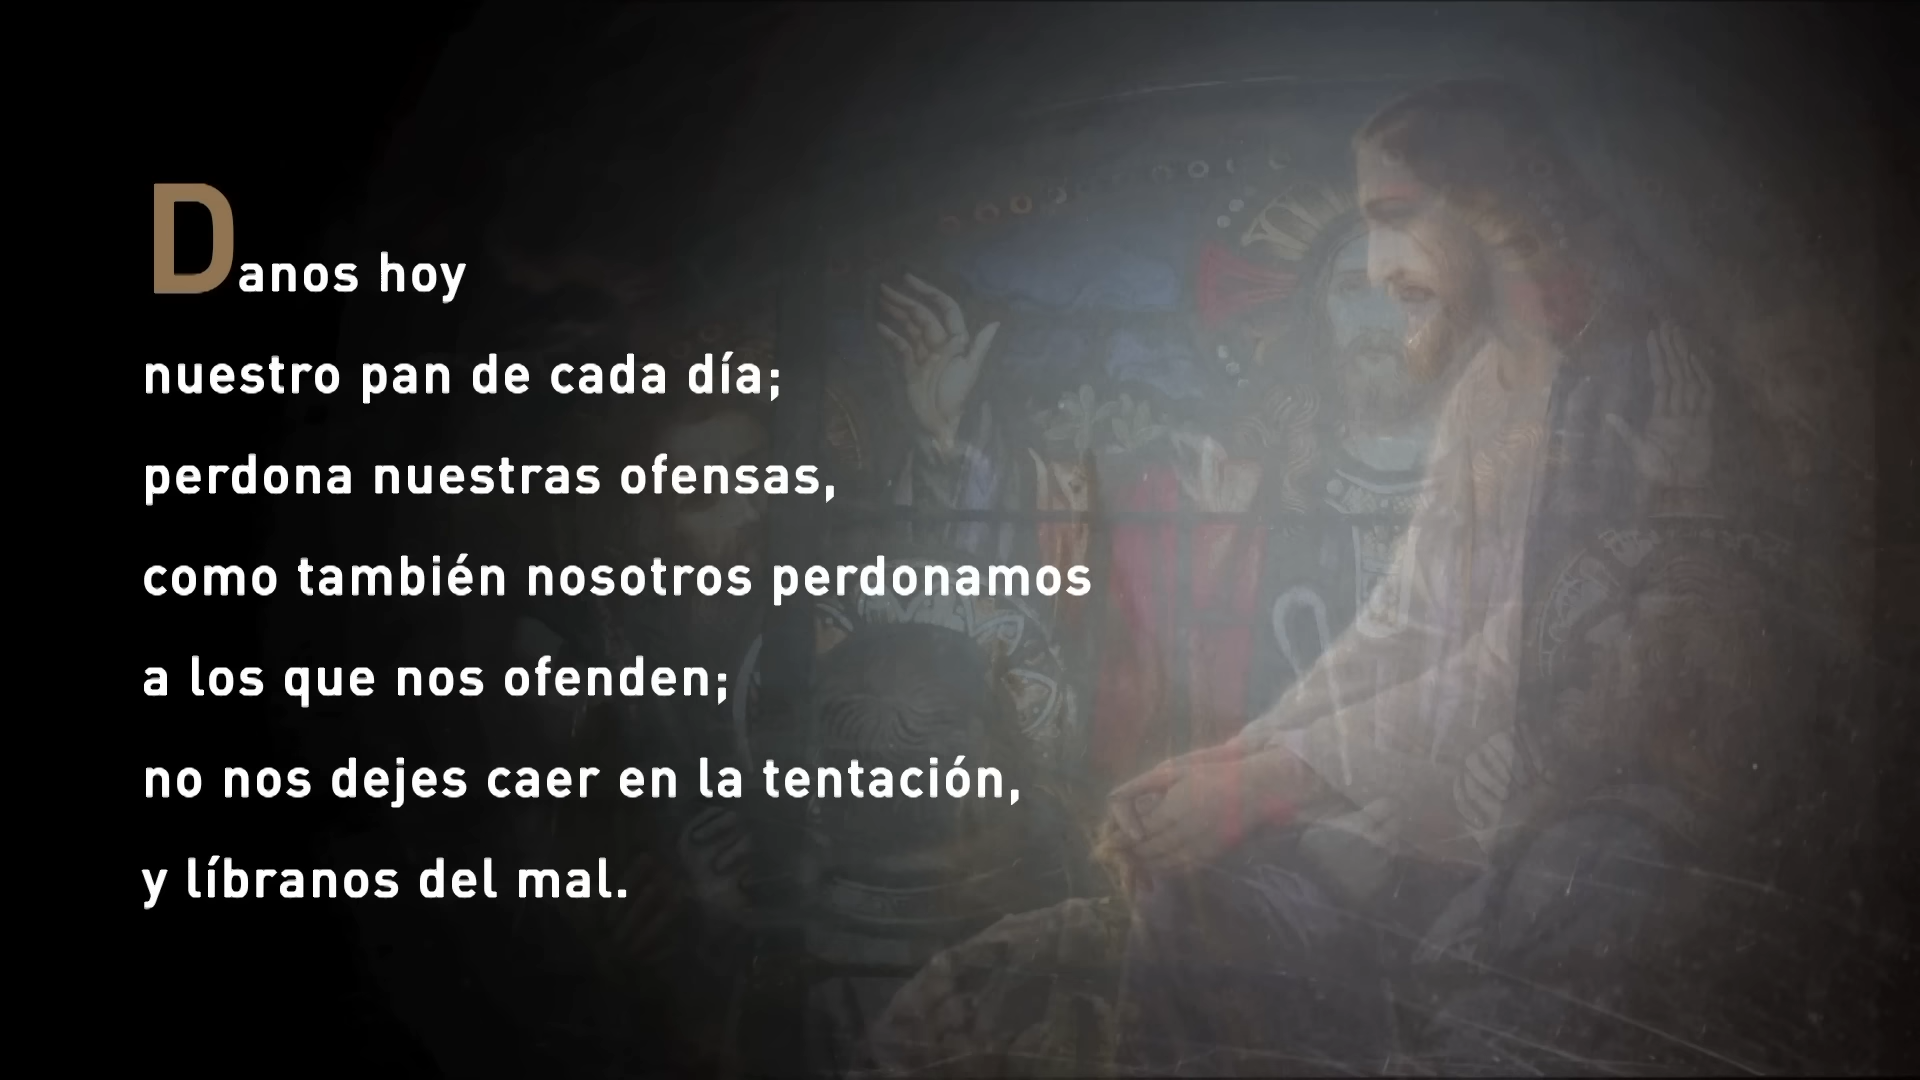 Danos hoy
nuestro pan de cada día;
perdona nuestras ofensas,
como también nosotros perdonamos
a los que nos ofenden;
no nos dejes caer en la tentación,
y líbranos del mal.